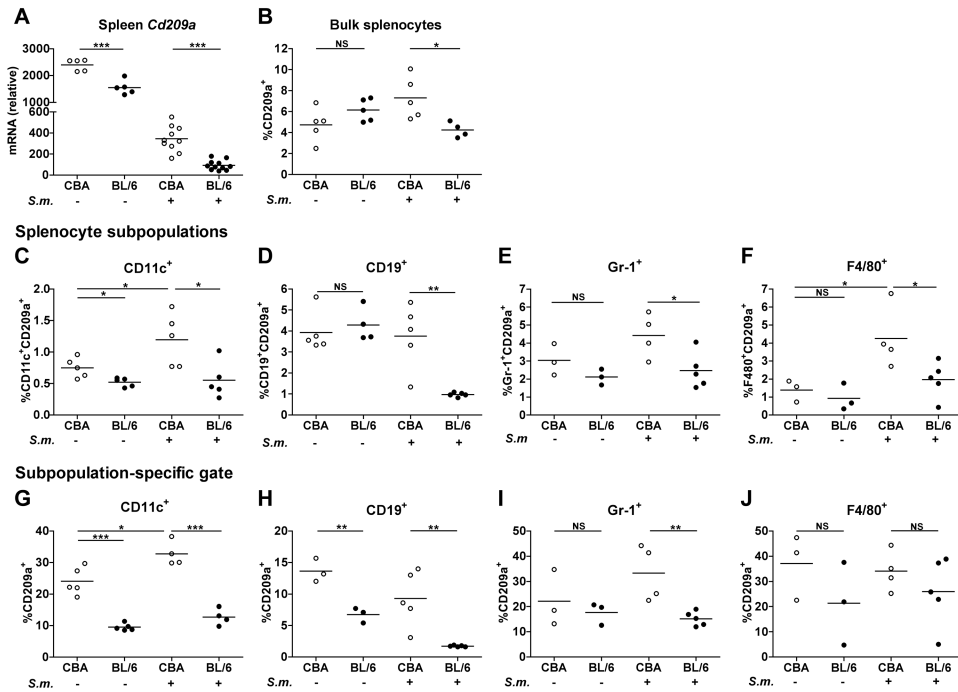 A
Spleen Cd209a
***
***
mRNA (relative)
3000
2000
1000
600
400
200
0
CBA BL/6 CBA BL/6
S.m. - - + +
B
Bulk splenocytes
NS
*
%CD209a+
12
10
8
6
4
2
0
CBA BL/6 CBA BL/6
- - + +
Splenocyte subpopulations
C
CD11c+
*
*
*
%CD11c+CD209a+
2.0
1.5
1.0
0.5
0.0
CBA BL/6 CBA BL/6
S.m. - - + +
D
CD19+
NS
**
%CD19+CD209a+
6
5
4
3
2
1
0
CBA BL/6 CBA BL/6
- - + +
E
Gr-1+
NS
*
%Gr-1+CD209a+
7
6
5
4
3
2
1
0
CBA BL/6 CBA BL/6
S.m - - + +
F
F4/80+
*
NS
*
%F480+CD209a+
7
6
5
4
3
2
1
0
CBA BL/6 CBA BL/6
S.m. - - + +
Subpopulation-specific gate
G
CD11c+
*
***
***
%CD209a+
40
30
20
10
0
CBA BL/6 CBA BL/6
S.m. - - + +
H
CD19+
**
**
%CD209a+
20
15
10
5
0
CBA BL/6 CBA BL/6
- - + +
I
Gr-1+
NS
**
%CD209a+
50
40
30
20
10
0
CBA BL/6 CBA BL/6
- - + +
J
F4/80+
NS
NS
%CD209a+
50
40
30
20
10
0
CBA BL/6 CBA BL/6
S.m. - - + +